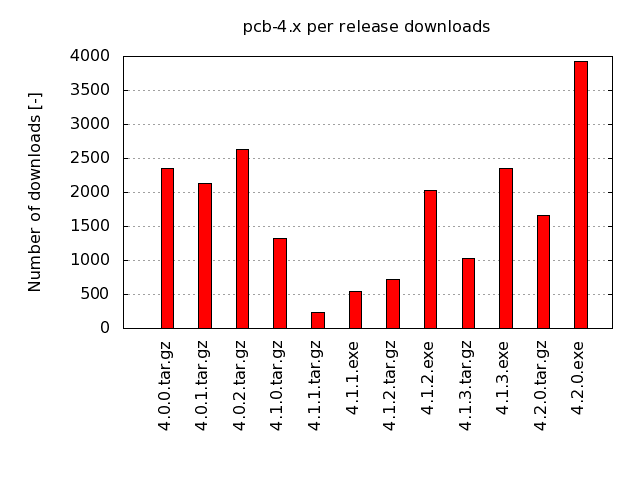 pcb-4.x per release downloads
Number of downloads [-]
4000
3500
3000
2500
2000
1500
1000
500
0
4.0.0.tar.gz
4.0.1.tar.gz
4.0.2.tar.gz
4.1.0.tar.gz
4.1.1.tar.gz
4.1.1.exe
4.1.2.tar.gz
4.1.2.exe
4.1.3.tar.gz
4.1.3.exe
4.2.0.tar.gz
4.2.0.exe